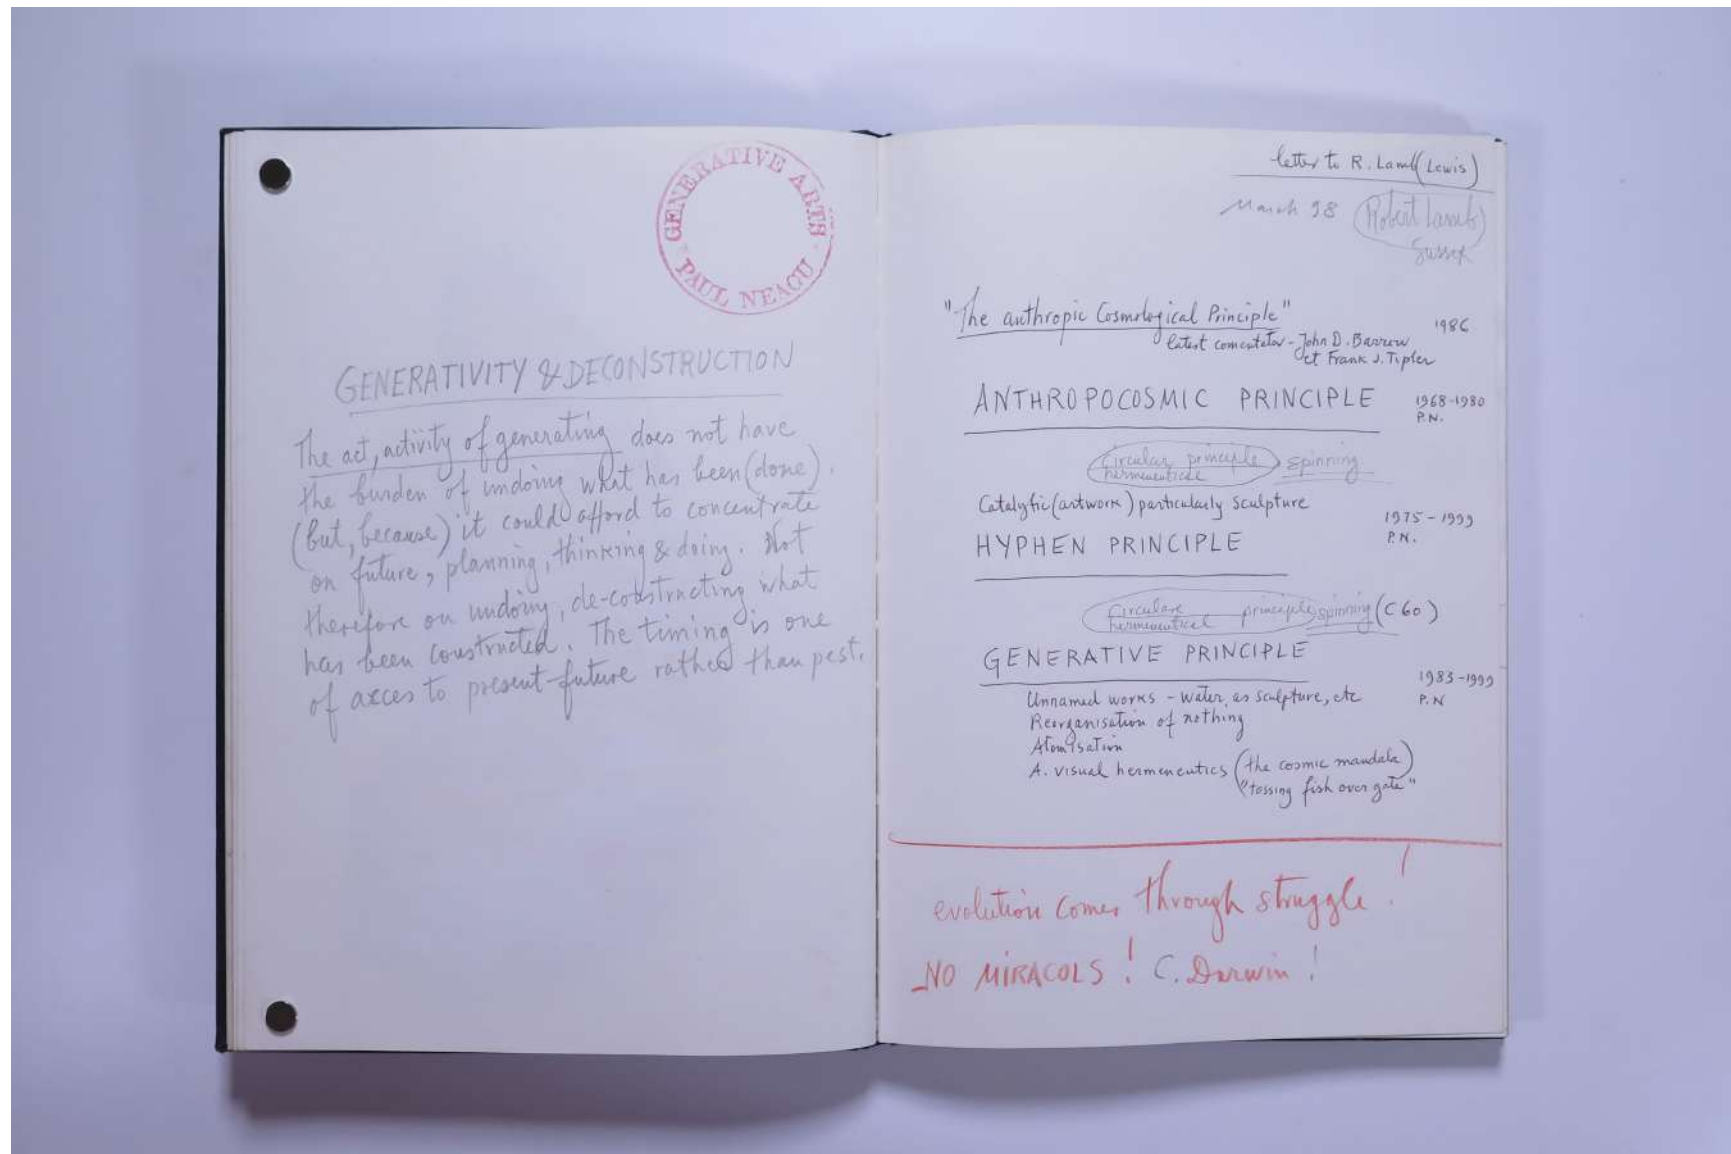 GENERATIVE ARTS
PAUL NEAGU
GENERATIVITY & DECONSTRUCTION
The act, activity of generating does not have
the burden of undoing what has been (done).
(but, because) it could afford to concentrate
on future, planning, thinking & doing. Not
therefore on undoing, de-constructing what
has been constructed. The timing is one
of acces to present-future rather than past.
letter to R. Lamb (Lewis)
March 98 (Robert Lamb)
Sussex
"The anthropic Cosmological Principle"
1986
latest comentator - John D. Barrow
et Frank J. Tipler
ANTHROPOCOSMIC PRINCIPLE
1968-1980
P.N.
circular principle spinning
hermeneutical
Catalytic (artwork) particularly sculpture
1975-1999
HYPHEN PRINCIPLE
P.N.
circulare principle spinning (C60)
hermeneutical
GENERATIVE PRINCIPLE
1983-1999
Unnamed works - water, as sculpture, etc
P.N
Reorganisation of nothing
Atomisation
A. visual hermeneutics (the cosmic mandala)
"tossing fish over gate"
evolution comes through struggle!
NO MIRACOLS! C. Darwin!